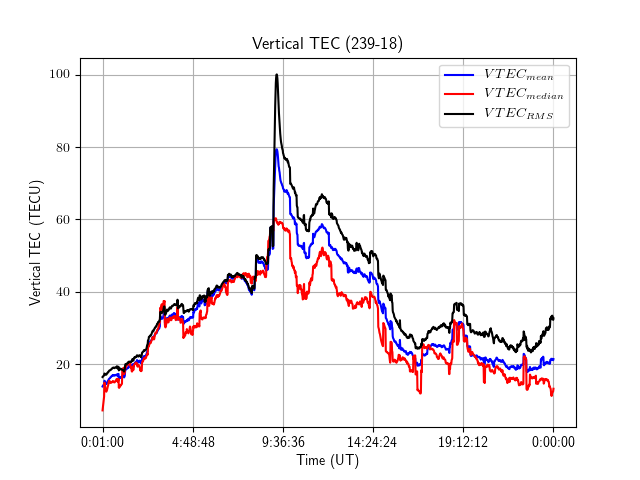 Vertical TEC (239-18)
VTEC_mean
VTEC_median
VTEC_RMS
Vertical TEC (TECU)
100
80
60
40
20
0:01:00 4:48:48 9:36:36 14:24:24 19:12:12 0:00:00
Time (UT)